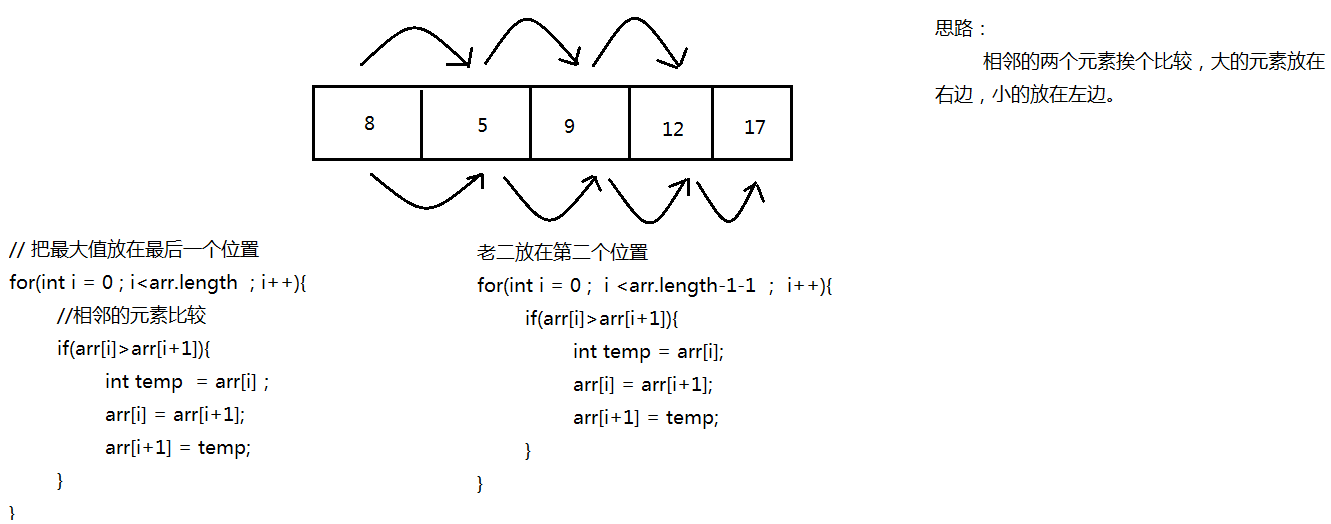 思路：
相邻的两个元素挨个比较，大的元素放在
右边，小的放在左边。
8 5 9 12 17
// 把最大值放在最后一个位置
for(int i = 0 ; i<arr.length  ; i++){
//相邻的元素比较
if(arr[i]>arr[i+1]){
int temp  = arr[i] ;
arr[i] = arr[i+1];
arr[i+1] = temp;
}
}
老二放在第二个位置
for(int i = 0 ;  i <arr.length-1-1  ;  i++){
if(arr[i]>arr[i+1]){
int temp = arr[i];
arr[i] = arr[i+1];
arr[i+1] = temp;
}
}